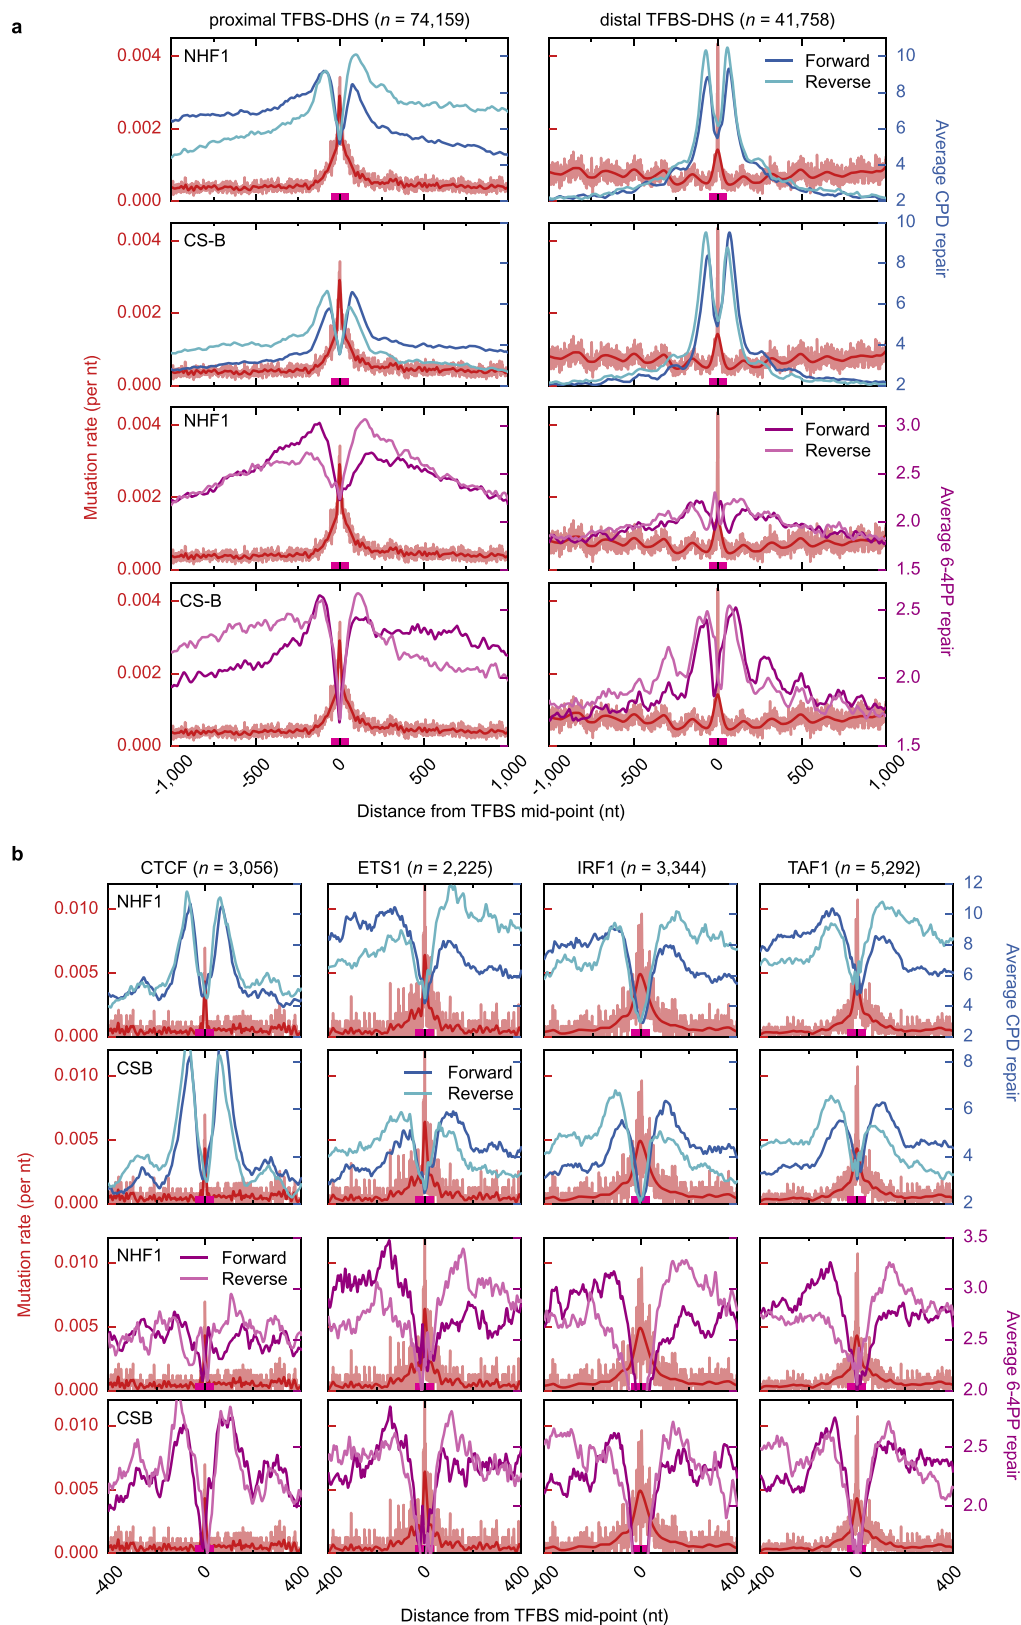 a
proximal TFBS-DHS (n = 74,159)
distal TFBS-DHS (n = 41,758)
NHF1
0.004
0.002
0.000
Forward
Reverse
10
8
6
4
2
CS-B
0.004
0.002
0.000
10
8
6
4
2
Average CPD repair
NHF1
0.004
0.002
0.000
Forward
Reverse
3.0
2.5
2.0
1.5
CS-B
0.004
0.002
0.000
2.5
2.0
1.5
Average 6-4PP repair
Mutation rate (per nt)
-1,000
-500
0
500
1,000
-1,000
-500
0
500
1,000
Distance from TFBS mid-point (nt)
b
CTCF (n = 3,056)
ETS1 (n = 2,225)
IRF1 (n = 3,344)
TAF1 (n = 5,292)
NHF1
0.010
0.005
0.000
12
10
8
6
4
2
CSB
0.010
0.005
0.000
Forward
Reverse
8
6
4
2
Average CPD repair
NHF1
0.010
0.005
0.000
Forward
Reverse
3.5
3.0
2.5
2.0
CSB
0.010
0.005
0.000
2.5
2.0
Average 6-4PP repair
Mutation rate (per nt)
-400
0
400
-400
0
400
-400
0
400
-400
0
400
Distance from TFBS mid-point (nt)